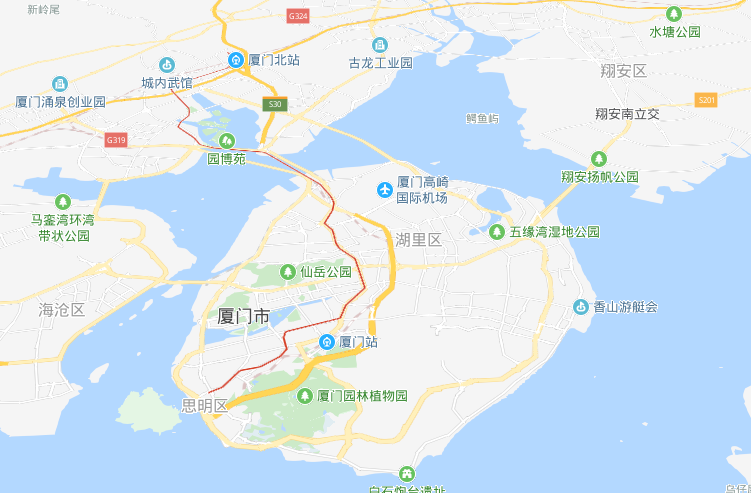 新岭尾
G324
水塘公园
厦门北站
古龙工业园
翔安区
城内武馆
厦门涌泉创业园
S30
S201
翔安南立交
鳄鱼屿
G319
园博苑
翔安扬帆公园
厦门高崎
国际机场
马銮湾环湾
带状公园
湖里区
五缘湾湿地公园
仙岳公园
海沧区
厦门市
香山游艇会
厦门站
思明区
厦门园林植物园
白石炮台遗址